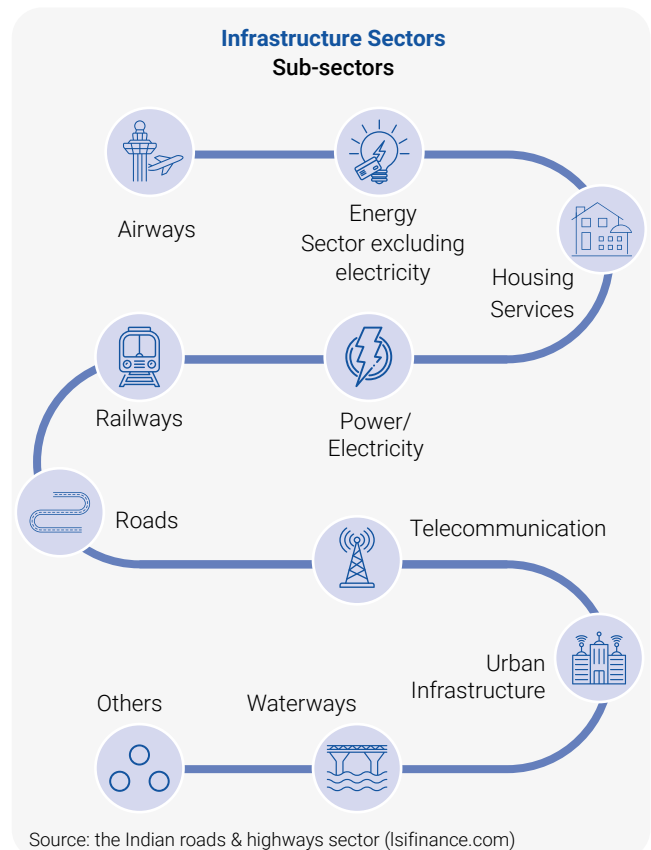 Infrastructure Sectors
Sub-sectors
Airways
Energy
Sector excluding
electricity
Housing
Services
Railways
Power/
Electricity
Roads
Telecommunication
Urban
Infrastructure
Others
Waterways
Source: the Indian roads & highways sector (lsifinance.com)